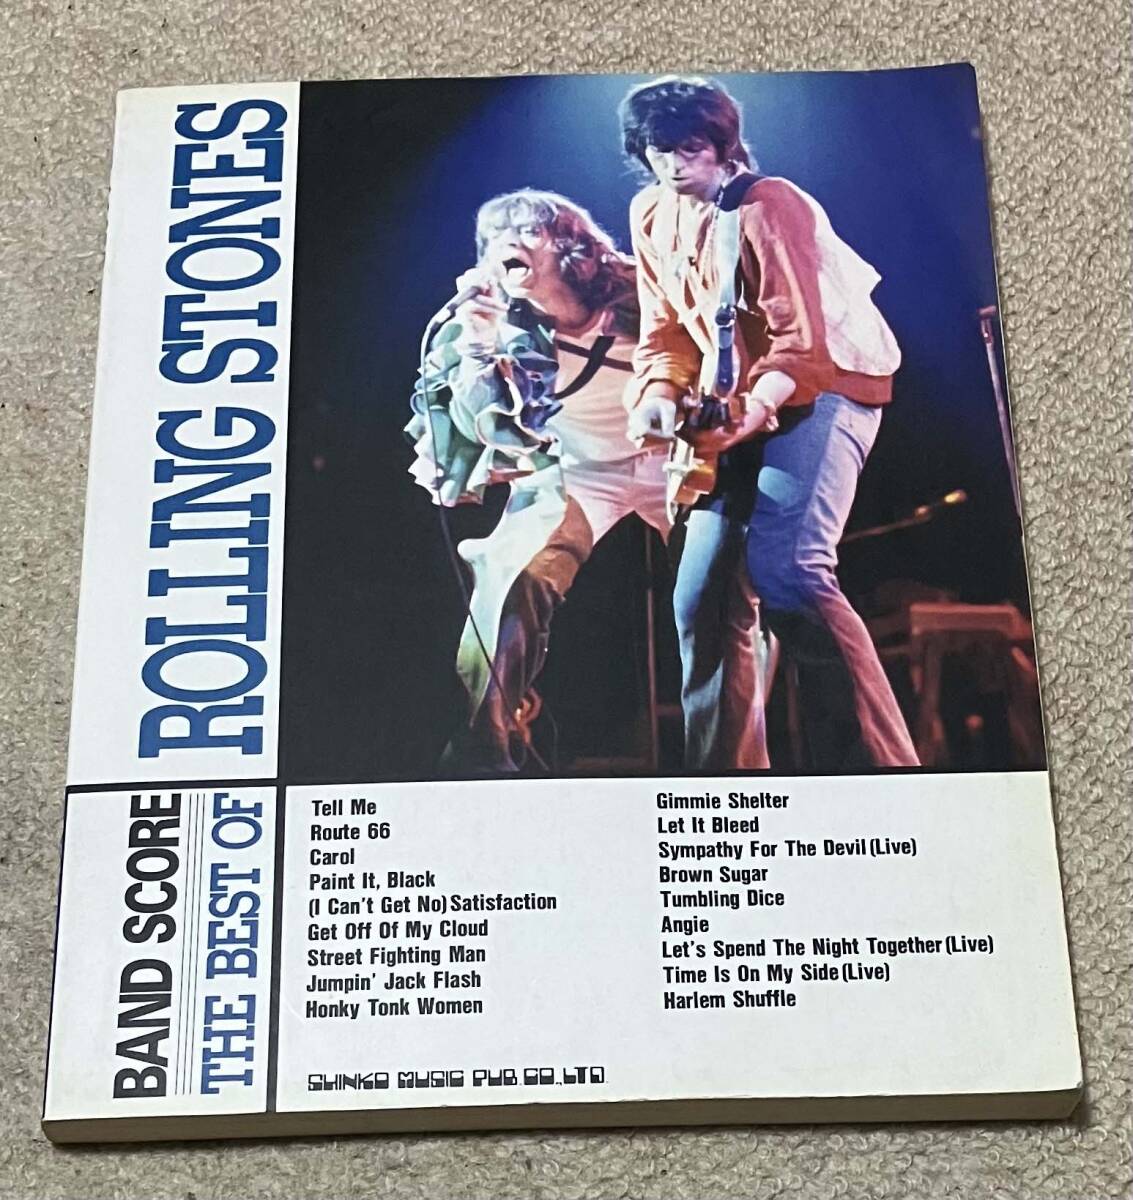 BAND SCORE
THE BEST OF
ROLLING STONES
Tell Me
Route 66
Carol
Paint It, Black
(I Can't Get No) Satisfaction
Get Off Of My Cloud
Street Fighting Man
Jumpin' Jack Flash
Honky Tonk Women
Gimmie Shelter
Let It Bleed
Sympathy For The Devil (Live)
Brown Sugar
Tumbling Dice
Angie
Let's Spend The Night Together (Live)
Time Is On My Side (Live)
Harlem Shuffle
SHINKO MUSIC PUB. CO., LTD.